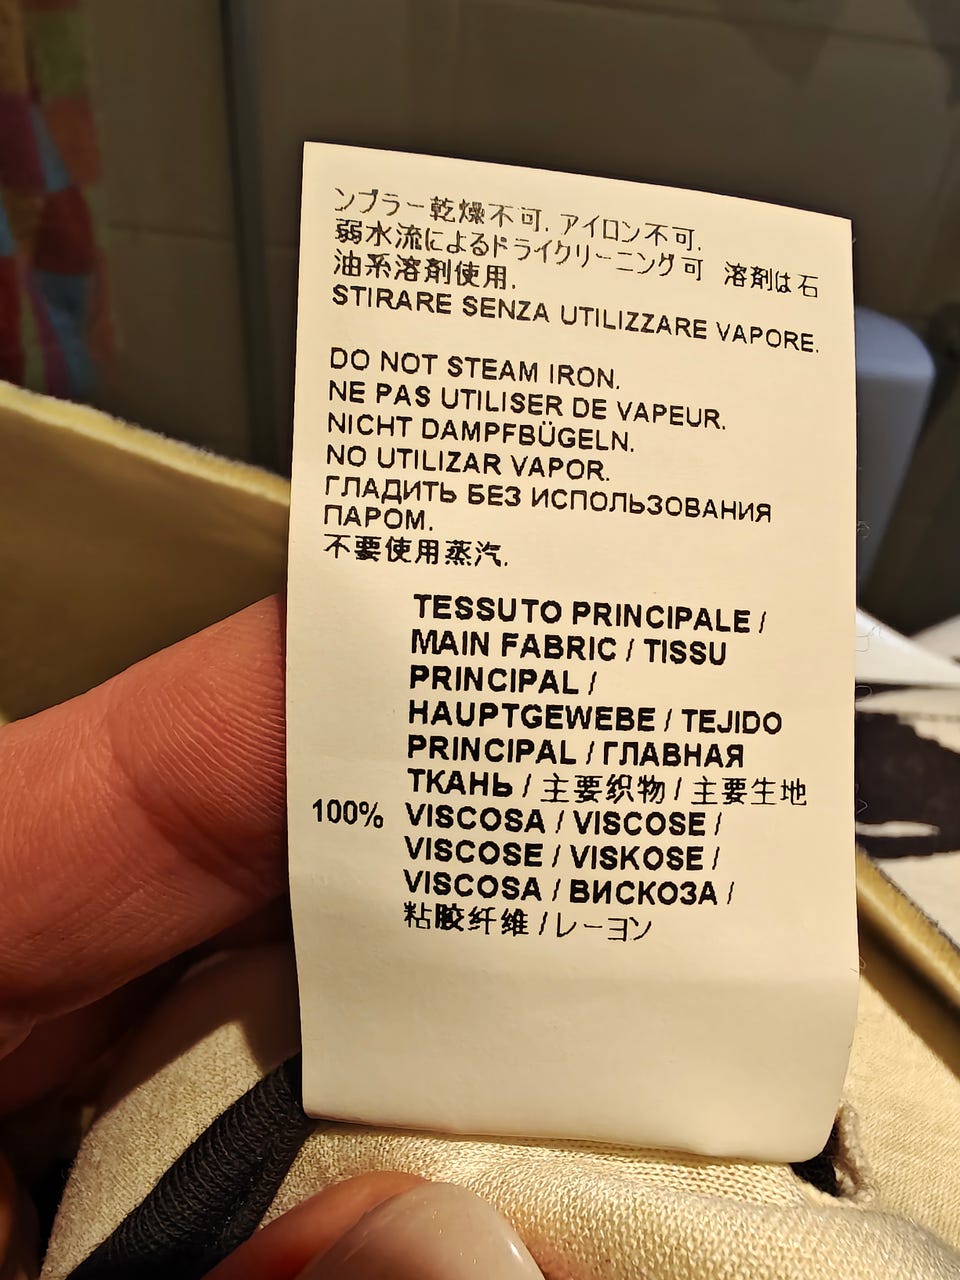 ンブラー乾燥不可. アイロン不可.
弱水流によるドライクリーニング可 溶剤は石
油系溶剤使用.
STIRARE SENZA UTILIZZARE VAPORE.
DO NOT STEAM IRON.
NE PAS UTILISER DE VAPEUR.
NICHT DAMPFBÜGELN.
NO UTILIZAR VAPOR.
ГЛАДИТЬ БЕЗ ИСПОЛЬЗОВАНИЯ
ПАРОМ.
不要使用蒸汽.
TESSUTO PRINCIPALE /
MAIN FABRIC / TISSU
PRINCIPAL /
HAUPTGEWEBE / TEJIDO
PRINCIPAL / ГЛАВНАЯ
ТКАНЬ / 主要织物 / 主要生地
100% VISCOSA / VISCOSE /
VISCOSE / VISKOSE /
VISCOSA / ВИСКОЗА /
粘胶纤维 / レーヨン